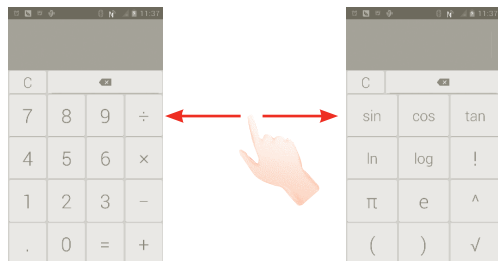 11:37
C
7 8 9 ÷
4 5 6 ×
1 2 3 −
. 0 = +
11:37
C
sin cos tan
ln log !
π e ^
( ) √